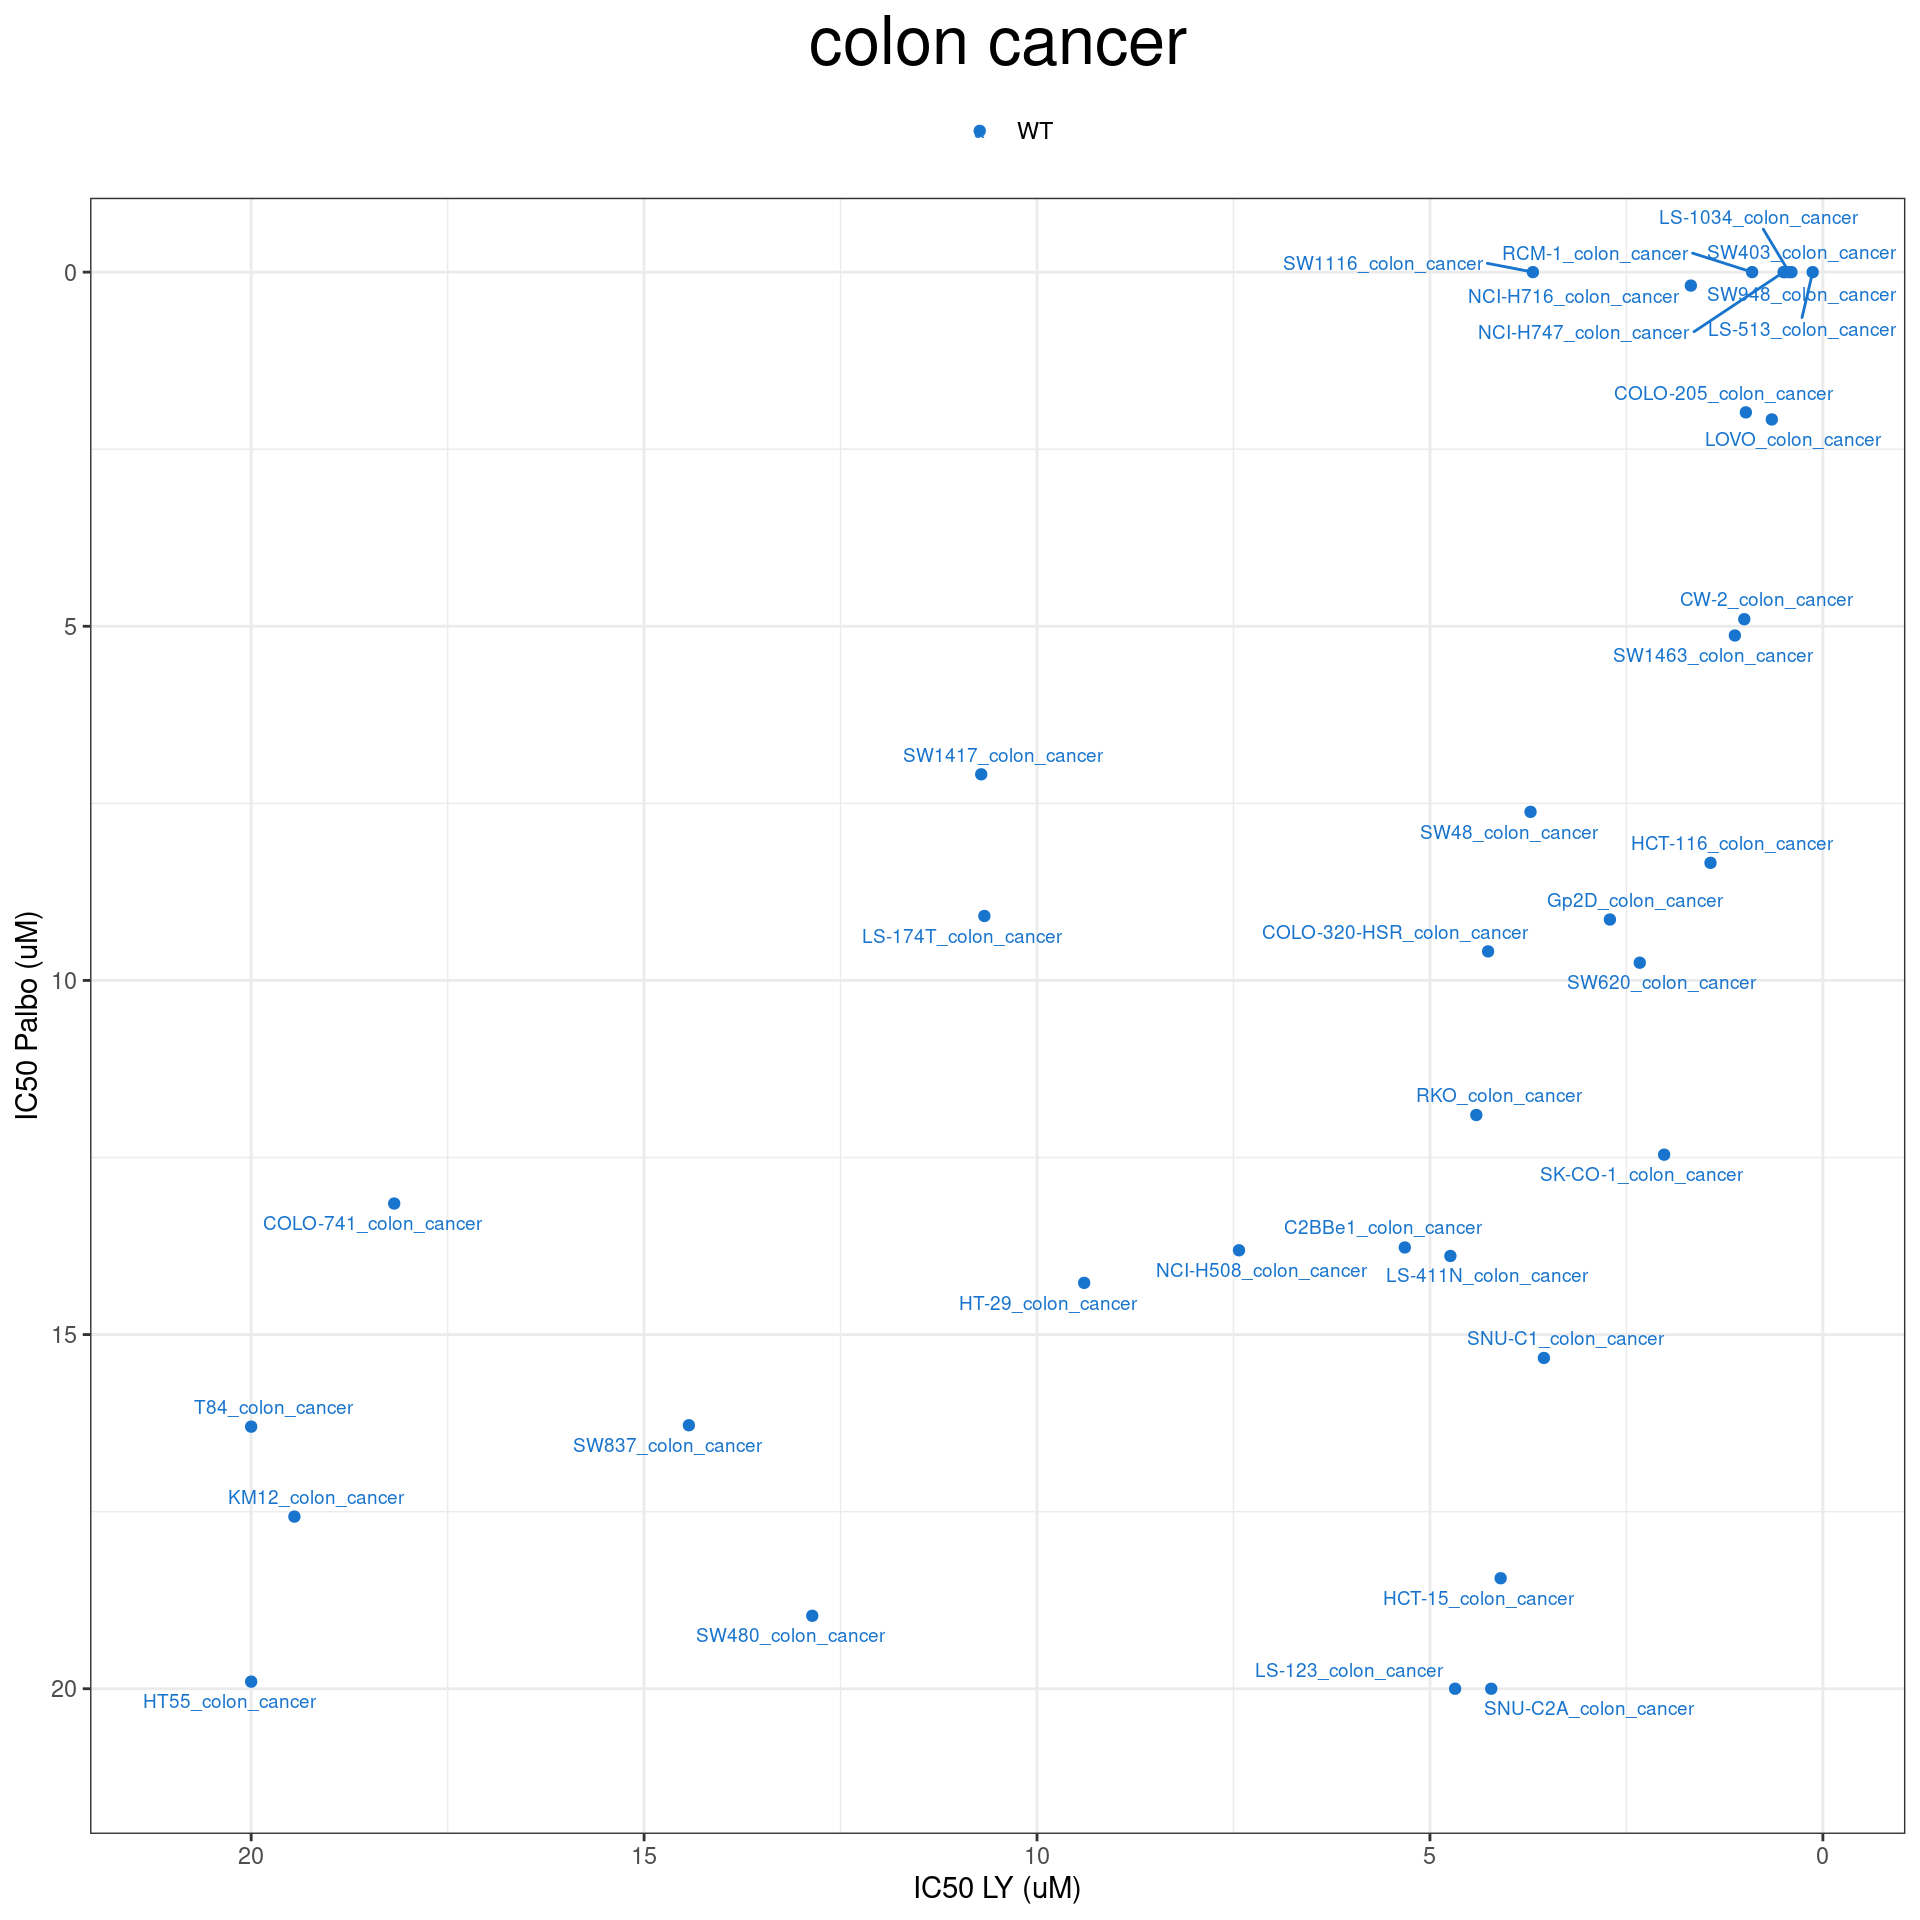 colon cancer
WT
LS-1034_colon_cancer
RCM-1_colon_cancer
SW403_colon_cancer
SW1116_colon_cancer
NCI-H716_colon_cancer
SW948_colon_cancer
NCI-H747_colon_cancer
LS-513_colon_cancer
COLO-205_colon_cancer
LOVO_colon_cancer
CW-2_colon_cancer
SW1463_colon_cancer
SW1417_colon_cancer
SW48_colon_cancer
HCT-116_colon_cancer
Gp2D_colon_cancer
COLO-320-HSR_colon_cancer
LS-174T_colon_cancer
SW620_colon_cancer
RKO_colon_cancer
SK-CO-1_colon_cancer
COLO-741_colon_cancer
C2BBe1_colon_cancer
NCI-H508_colon_cancer
LS-411N_colon_cancer
HT-29_colon_cancer
SNU-C1_colon_cancer
T84_colon_cancer
SW837_colon_cancer
KM12_colon_cancer
HCT-15_colon_cancer
SW480_colon_cancer
LS-123_colon_cancer
HT55_colon_cancer
SNU-C2A_colon_cancer
0
5
10
15
20
IC50 Palbo (uM)
20
15
10
5
0
IC50 LY (uM)